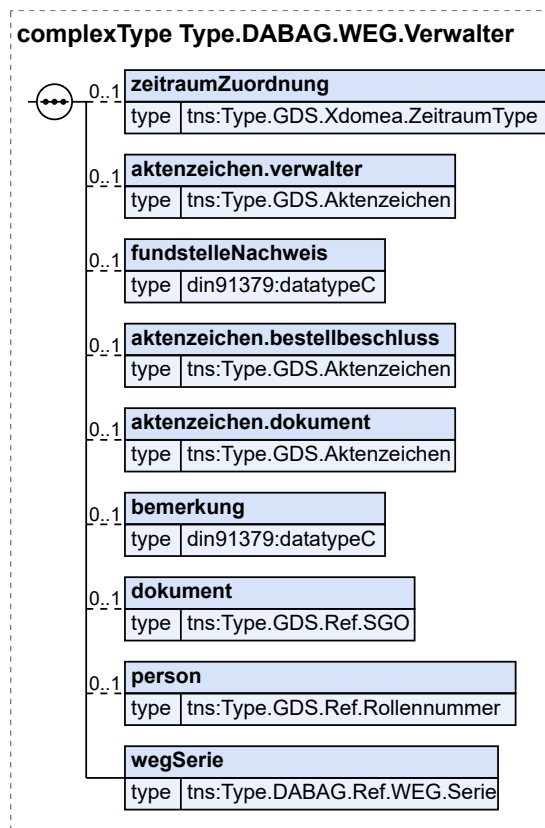 complexType Type.DABAG.WEG.Verwalter
0..1 zeitraumZuordnung
type tns:Type.GDS.Xdomea.ZeitraumType
0..1 aktenzeichen.verwalter
type tns:Type.GDS.Aktenzeichen
0..1 fundstelleNachweis
type din91379:datatypeC
0..1 aktenzeichen.bestellbeschluss
type tns:Type.GDS.Aktenzeichen
0..1 aktenzeichen.dokument
type tns:Type.GDS.Aktenzeichen
0..1 bemerkung
type din91379:datatypeC
0..1 dokument
type tns:Type.GDS.Ref.SGO
0..1 person
type tns:Type.GDS.Ref.Rollennummer
wegSerie
type tns:Type.DABAG.Ref.WEG.Serie